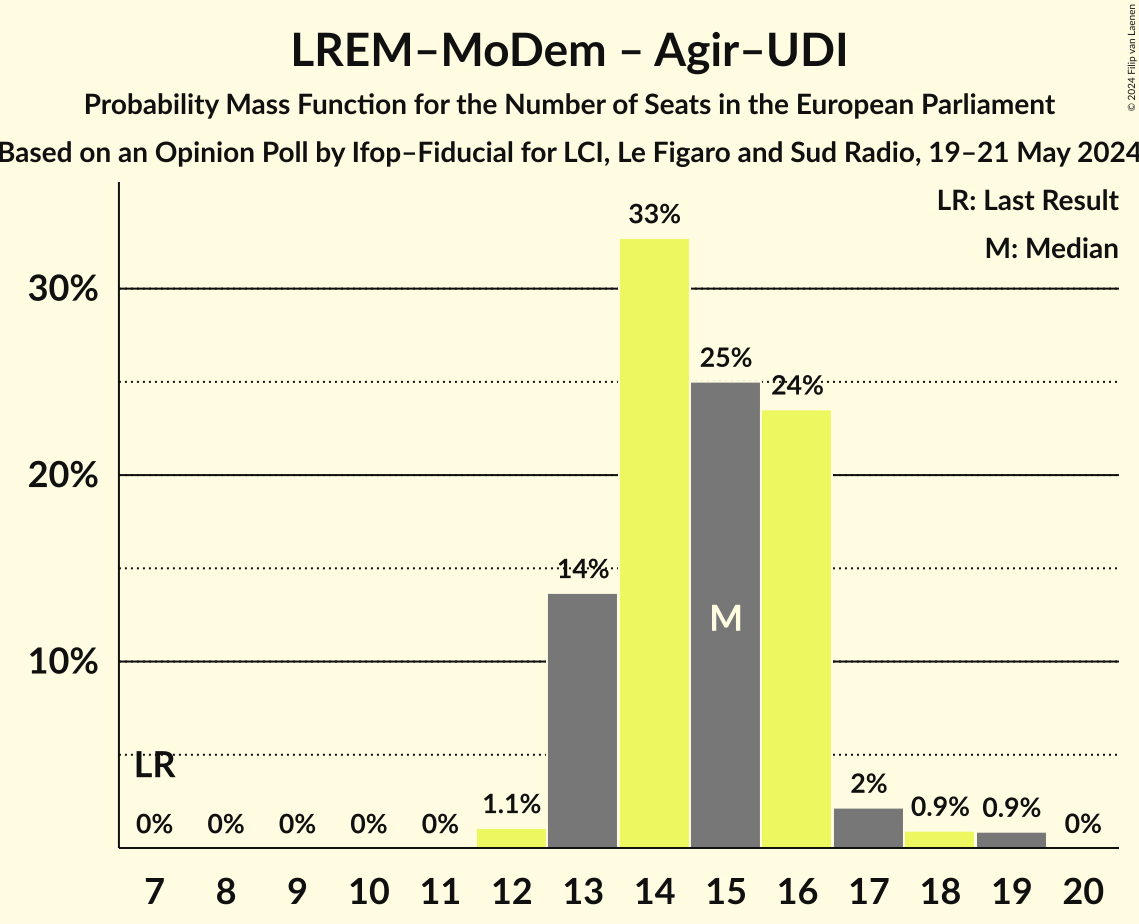 LREM–MoDem – Agir–UDI
Probability Mass Function for the Number of Seats in the European Parliament
Based on an Opinion Poll by Ifop–Fiducial for LCI, Le Figaro and Sud Radio, 19–21 May 2024
© 2024 Filip van Laenen
LR: Last Result
M: Median
33%
30%
25%
24%
20%
14%
M
10%
LR
0% 0% 0% 0% 0% 1.1% 2% 0.9% 0.9% 0%
7 8 9 10 11 12 13 14 15 16 17 18 19 20